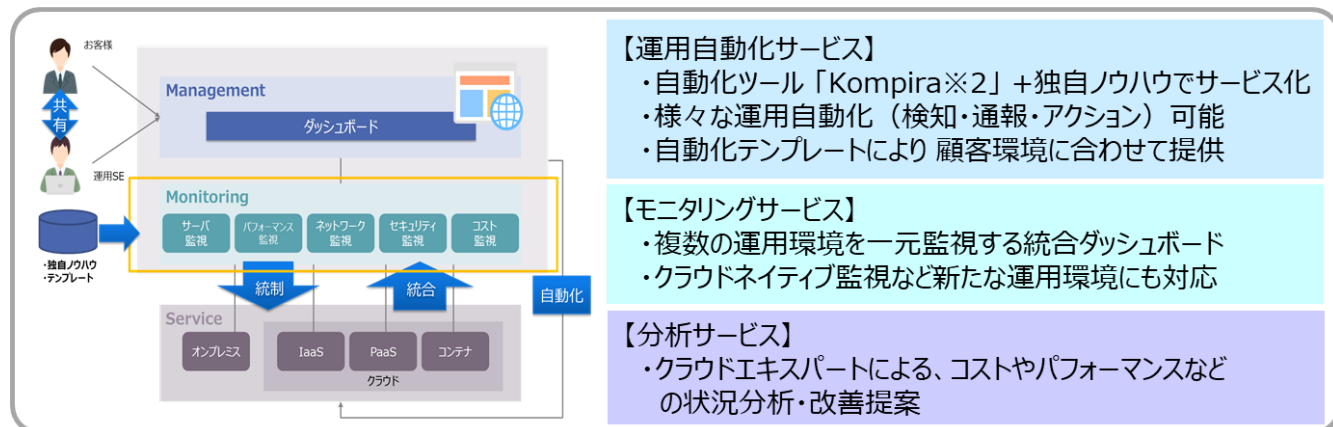 お客様
共
有
運用SE
・独自ノウハウ
・テンプレート
Management
ダッシュボード
Monitoring
サーバ
監視
パフォーマンス
監視
ネットワーク
監視
セキュリティ
監視
コスト
監視
統制
統合
自動化
Service
オンプレミス
IaaS
PaaS
コンテナ
クラウド
【運用自動化サービス】
・自動化ツール「Kompira※2」+独自ノウハウでサービス化
・様々な運用自動化（検知・通報・アクション）可能
・自動化テンプレートにより 顧客環境に合わせて提供
【モニタリングサービス】
・複数の運用環境を一元監視する統合ダッシュボード
・クラウドネイティブ監視など新たな運用環境にも対応
【分析サービス】
・クラウドエキスパートによる、コストやパフォーマンスなど
の状況分析・改善提案